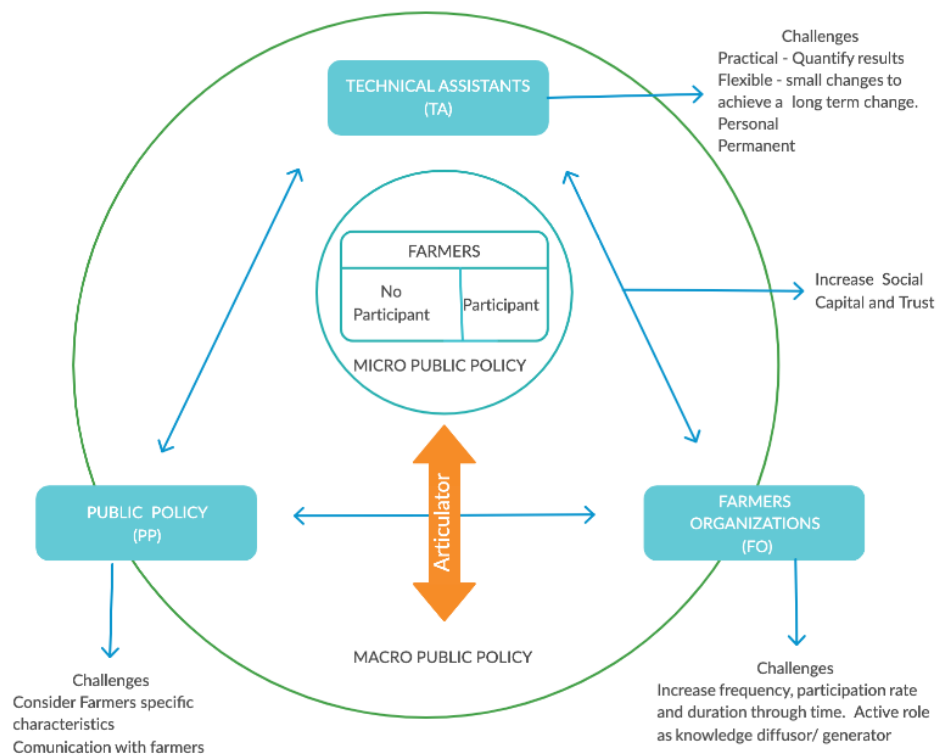 Challenges
Practical - Quantify results
Flexible - small changes to
achieve a long term change.
Personal
Permanent
TECHNICAL ASSISTANTS
(TA)
FARMERS
No
Participant
Participant
MICRO PUBLIC POLICY
Increase Social
Capital and Trust
Articulator
PUBLIC POLICY
(PP)
FARMERS
ORGANIZATIONS
(FO)
MACRO PUBLIC POLICY
Challenges
Consider Farmers specific
characteristics
Comunication with farmers
Challenges
Increase frequency, participation rate
and duration through time. Active role
as knowledge diffusor/ generator